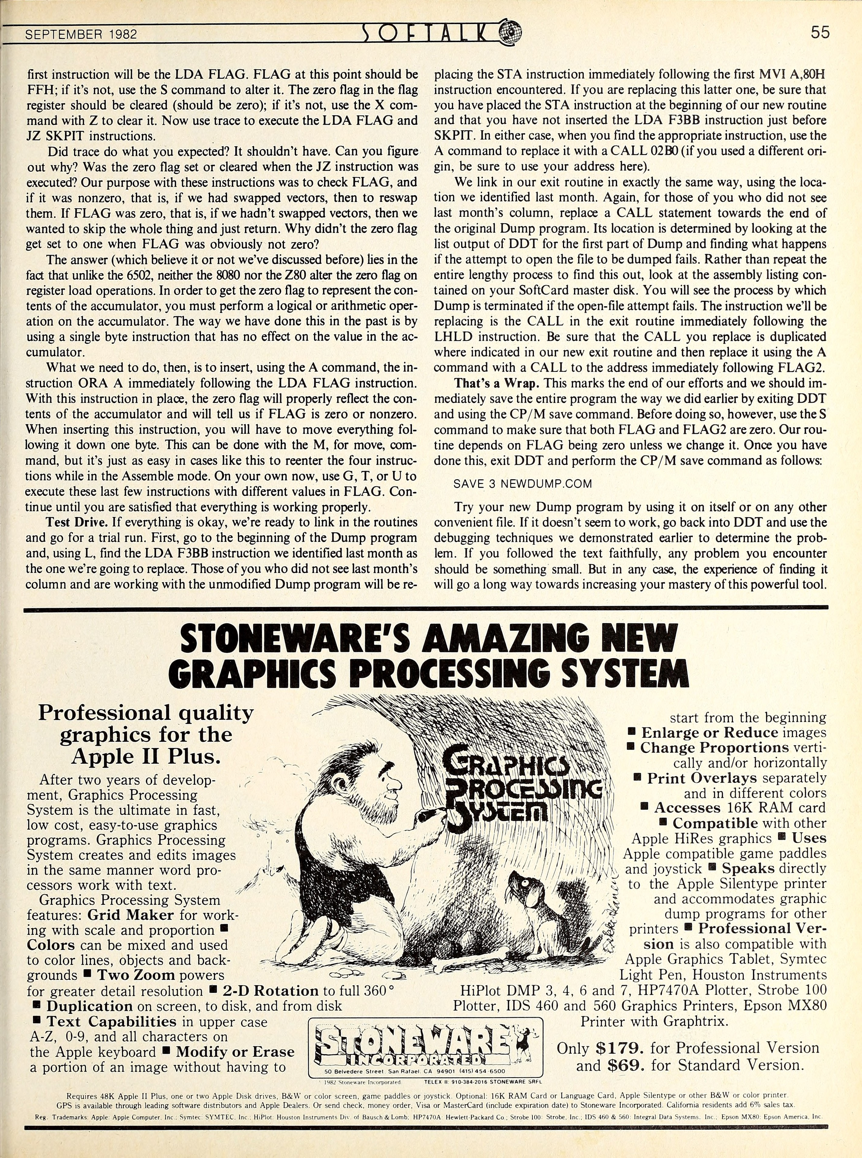 SEPTEMBER 1982
SOFTALK
55
first instruction will be the LDA FLAG. FLAG at this point should be
FFH; if it's not, use the S command to alter it. The zero flag in the flag
register should be cleared (should be zero); if it's not, use the X com-
mand with Z to clear it. Now use trace to execute the LDA FLAG and
JZ SKPIT instructions.
Did trace do what you expected? It shouldn't have. Can you figure
out why? Was the zero flag set or cleared when the JZ instruction was
executed? Our purpose with these instructions was to check FLAG, and
if it was nonzero, that is, if we had swapped vectors, then to reswap
them. If FLAG was zero, that is, if we hadn't swapped vectors, then we
wanted to skip the whole thing and just return. Why didn't the zero flag
get set to one when FLAG was obviously not zero?
The answer (which believe it or not we've discussed before) lies in the
fact that unlike the 6502, neither the 8080 nor the Z80 alter the zero flag on
register load operations. In order to get the zero flag to represent the con-
tents of the accumulator, you must perform a logical or arithmetic oper-
ation on the accumulator. The way we have done this in the past is by
using a single byte instruction that has no effect on the value in the ac-
cumulator.
What we need to do, then, is to insert, using the A command, the in-
struction ORA A immediately following the LDA FLAG instruction.
With this instruction in place, the zero flag will properly reflect the con-
tents of the accumulator and will tell us if FLAG is zero or nonzero.
When inserting this instruction, you will have to move everything fol-
lowing it down one byte. This can be done with the M, for move, com-
mand, but it's just as easy in cases like this to reenter the four instruc-
tions while in the Assemble mode. On your own now, use G, T, or U to
execute these last few instructions with different values in FLAG. Con-
tinue until you are satisfied that everything is working properly.
Test Drive. If everything is okay, we're ready to link in the routines
and go for a trial run. First, go to the beginning of the Dump program
and, using L, find the LDA F3BB instruction we identified last month as
the one we're going to replace. Those of you who did not see last month's
column and are working with the unmodified Dump program will be re-
placing the STA instruction immediately following the first MVI A,80H
instruction encountered. If you are replacing this latter one, be sure that
you have placed the STA instruction at the beginning of our new routine
and that you have not inserted the LDA F3BB instruction just before
SKPIT. In either case, when you find the appropriate instruction, use the
A command to replace it with a CALL 02B0 (if you used a different ori-
gin, be sure to use your address here).
We link in our exit routine in exactly the same way, using the loca-
tion we identified last month. Again, for those of you who did not see
last month's column, replace a CALL statement towards the end of
the original Dump program. Its location is determined by looking at the
list output of DDT for the first part of Dump and finding what happens
if the attempt to open the file to be dumped fails. Rather than repeat the
entire lengthy process to find this out, look at the assembly listing con-
tained on your SoftCard master disk. You will see the process by which
Dump is terminated if the open-file attempt fails. The instruction we'll be
replacing is the CALL in the exit routine immediately following the
LHLD instruction. Be sure that the CALL you replace is duplicated
where indicated in our new exit routine and then replace it using the A
command with a CALL to the address immediately following FLAG2.
That's a Wrap. This marks the end of our efforts and we should im-
mediately save the entire program the way we did earlier by exiting DDT
and using the CP/M save command. Before doing so, however, use the S
command to make sure that both FLAG and FLAG2 are zero. Our rou-
tine depends on FLAG being zero unless we change it. Once you have
done this, exit DDT and perform the CP/M save command as follows:
SAVE 3 NEWDUMP.COM
Try your new Dump program by using it on itself or on any other
convenient file. If it doesn't seem to work, go back into DDT and use the
debugging techniques we demonstrated earlier to determine the prob-
lem. If you followed the text faithfully, any problem you encounter
should be something small. But in any case, the experience of finding it
will go a long way towards increasing your mastery of this powerful tool.
STONEWARE'S AMAZING NEW
GRAPHICS PROCESSING SYSTEM
Professional quality
graphics for the
Apple II Plus.
After two years of develop-
ment, Graphics Processing
System is the ultimate in fast,
low cost, easy-to-use graphics
programs. Graphics Processing
System creates and edits images
in the same manner word pro-
cessors work with text.
Graphics Processing System
features: Grid Maker for work-
ing with scale and proportion ■
Colors can be mixed and used
to color lines, objects and back-
grounds ■ Two Zoom powers
for greater detail resolution ■ 2-D Rotation to full 360°
■ Duplication on screen, to disk, and from disk
■ Text Capabilities in upper case
A-Z, 0-9, and all characters on
the Apple keyboard ■ Modify or Erase
a portion of an image without having to
GRAPHICS
PROCESSING
SYSTEM
start from the beginning
■ Enlarge or Reduce images
■ Change Proportions verti-
cally and/or horizontally
■ Print Overlays separately
and in different colors
■ Accesses 16K RAM card
■ Compatible with other
Apple HiRes graphics ■ Uses
Apple compatible game paddles
and joystick ■ Speaks directly
to the Apple Silentype printer
and accommodates graphic
dump programs for other
printers ■ Professional Ver-
sion is also compatible with
Apple Graphics Tablet, Symtec
Light Pen, Houston Instruments
HiPlot DMP 3, 4, 6 and 7, HP7470A Plotter, Strobe 100
Plotter, IDS 460 and 560 Graphics Printers, Epson MX80
Printer with Graphtrix.
Only $179. for Professional Version
and $69. for Standard Version.
STONEWARE
INCORPORATED
50 Belvedere Street, San Rafael, CA 94901 (415) 454-6500
1982 Stoneware Incorporated
TELEX II: 910-384-2016 STONEWARE SRFL
Requires 48K Apple II Plus, one or two Apple Disk drives, B&W or color screen, game paddles or joystick. Optional: 16K RAM Card or Language Card, Apple Silentype or other B&W or color printer.
GPS is available through leading software distributors and Apple Dealers. Or send check, money order, Visa or MasterCard (include expiration date) to Stoneware Incorporated. California residents add 6% sales tax.
Reg. Trademarks: Apple: Apple Computer, Inc.; Symtec: SYMTEC, Inc.; HiPlot: Houston Instruments Div. of Bausch & Lomb; HP7470A: Hewlett-Packard Co.; Strobe 100: Strobe, Inc.; IDS 460 & 560: Integral Data Systems, Inc.; Epson MX80: Epson America, Inc.